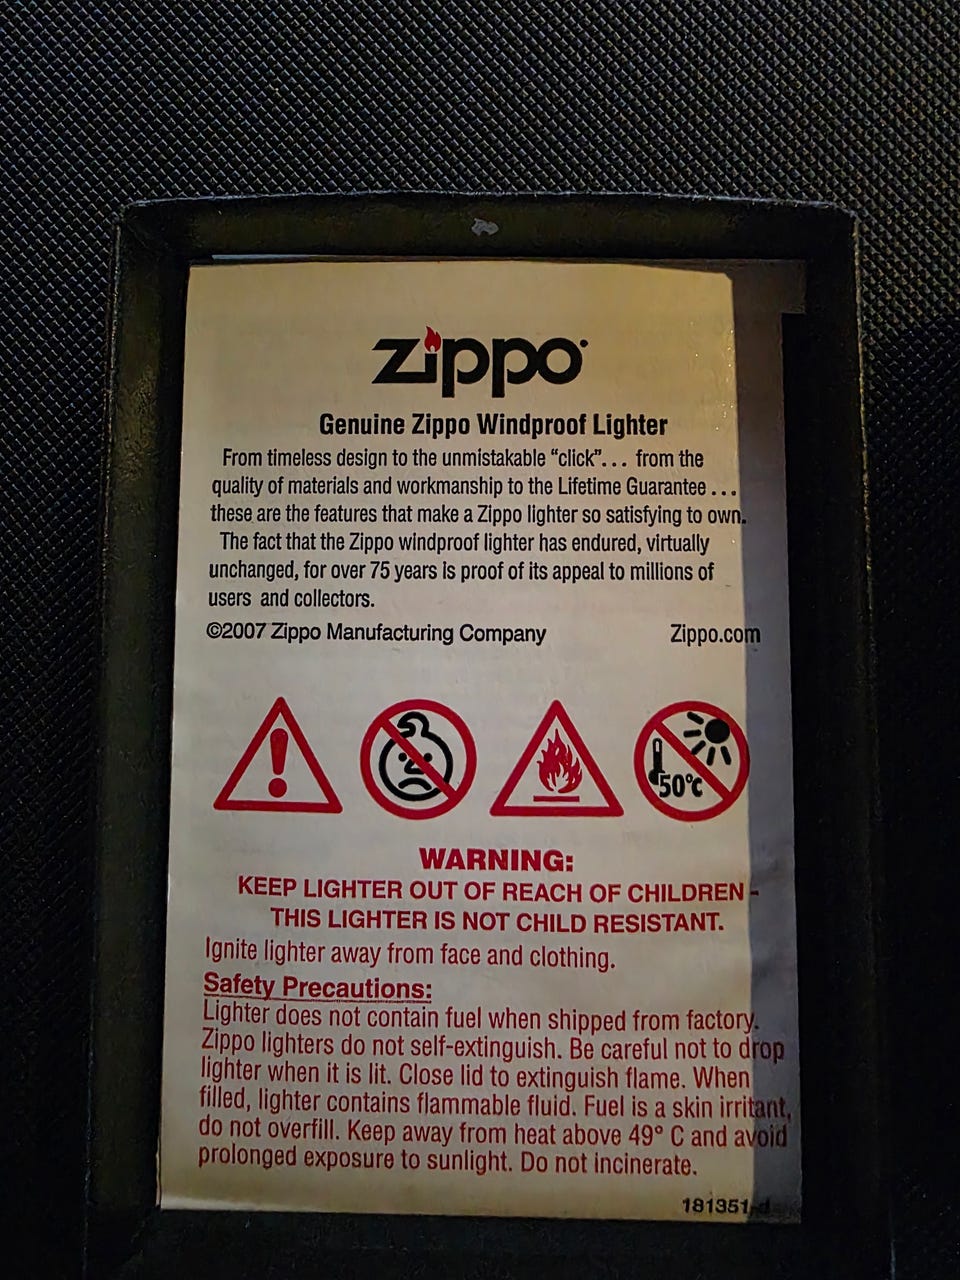 zippo
Genuine Zippo Windproof Lighter
From timeless design to the unmistakable “click”... from the
quality of materials and workmanship to the Lifetime Guarantee ...
these are the features that make a Zippo lighter so satisfying to own.
The fact that the Zippo windproof lighter has endured, virtually
unchanged, for over 75 years is proof of its appeal to millions of
users and collectors.
©2007 Zippo Manufacturing Company Zippo.com
50°C
WARNING:
KEEP LIGHTER OUT OF REACH OF CHILDREN -
THIS LIGHTER IS NOT CHILD RESISTANT.
Ignite lighter away from face and clothing.
Safety Precautions:
Lighter does not contain fuel when shipped from factory.
Zippo lighters do not self-extinguish. Be careful not to drop
lighter when it is lit. Close lid to extinguish flame. When
filled, lighter contains flammable fluid. Fuel is a skin irritant,
do not overfill. Keep away from heat above 49° C and avoid
prolonged exposure to sunlight. Do not incinerate.
181351-d